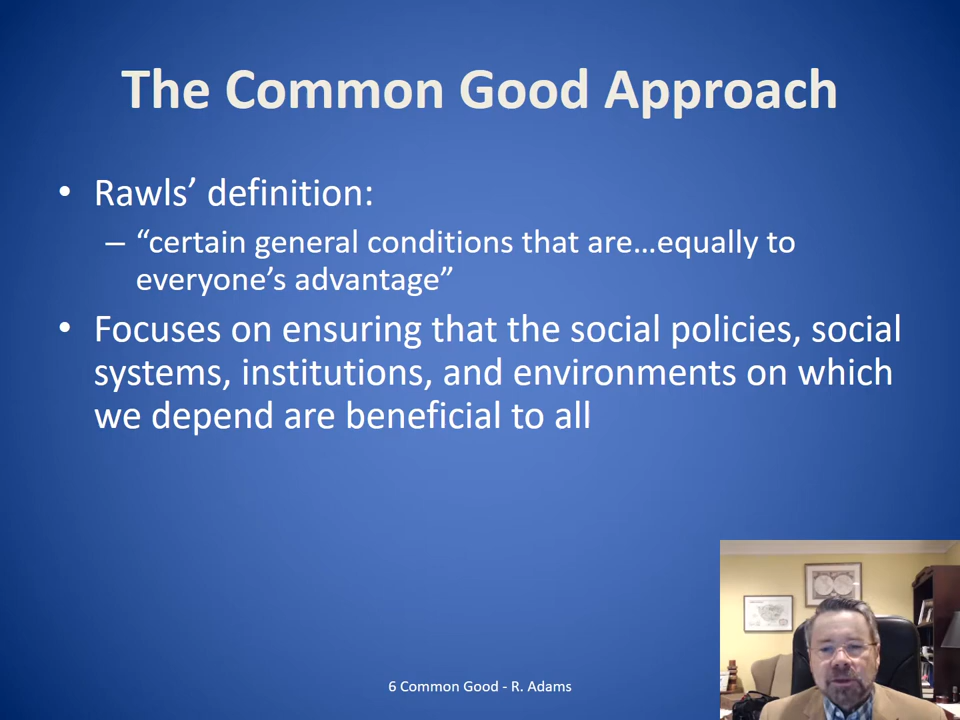 The Common Good Approach
• Rawls’ definition:
– “certain general conditions that are…equally to
everyone’s advantage”
• Focuses on ensuring that the social policies, social
systems, institutions, and environments on which
we depend are beneficial to all
6 Common Good - R. Adams